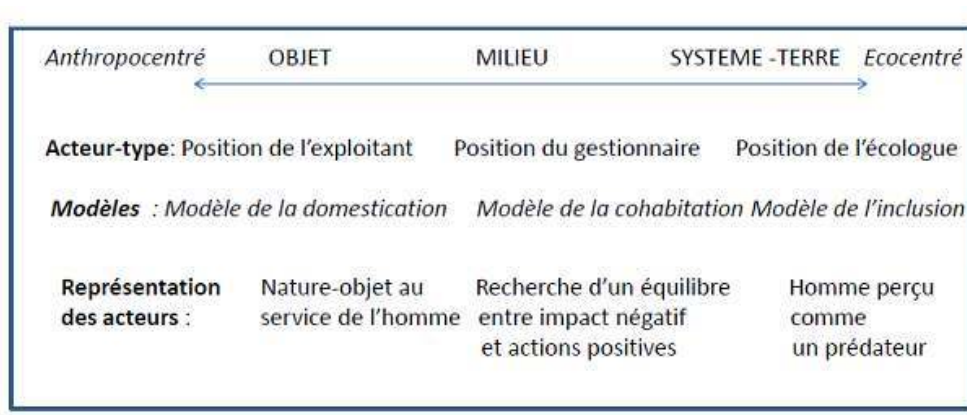 Anthropocentré OBJET MILIEU SYSTEME -TERRE Ecocentré
Acteur-type: Position de l'exploitant Position du gestionnaire Position de l'écologue
Modèles : Modèle de la domestication Modèle de la cohabitation Modèle de l'inclusion
Représentation Nature-objet au Recherche d'un équilibre Homme perçu
des acteurs : service de l'homme entre impact négatif comme
et actions positives un prédateur